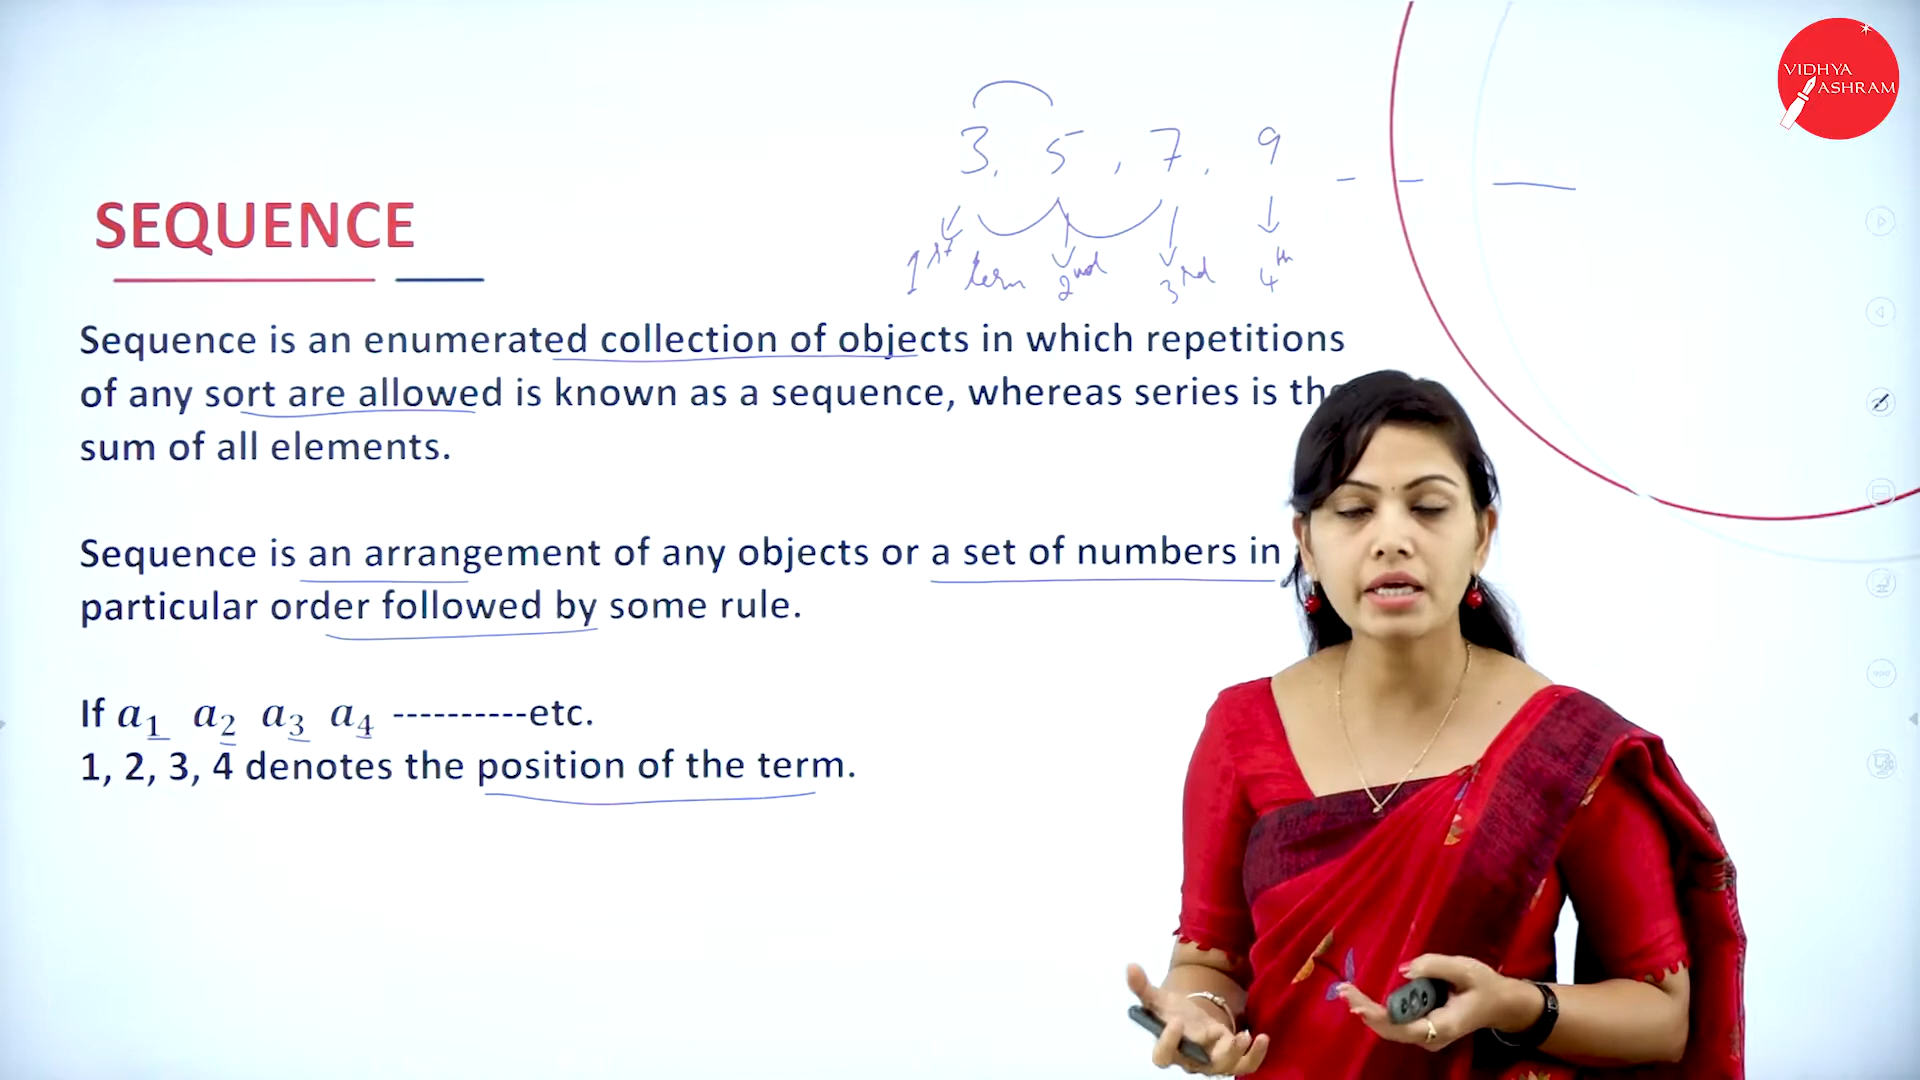 VIDHYA
ASHRAM
3, 5, 7, 9 - - —
1st term 2nd 3rd 4th
SEQUENCE
Sequence is an enumerated collection of objects in which repetitions
of any sort are allowed is known as a sequence, whereas series is the
sum of all elements.
Sequence is an arrangement of any objects or a set of numbers in
particular order followed by some rule.
If a1 a2 a3 a4 ----------etc.
1, 2, 3, 4 denotes the position of the term.